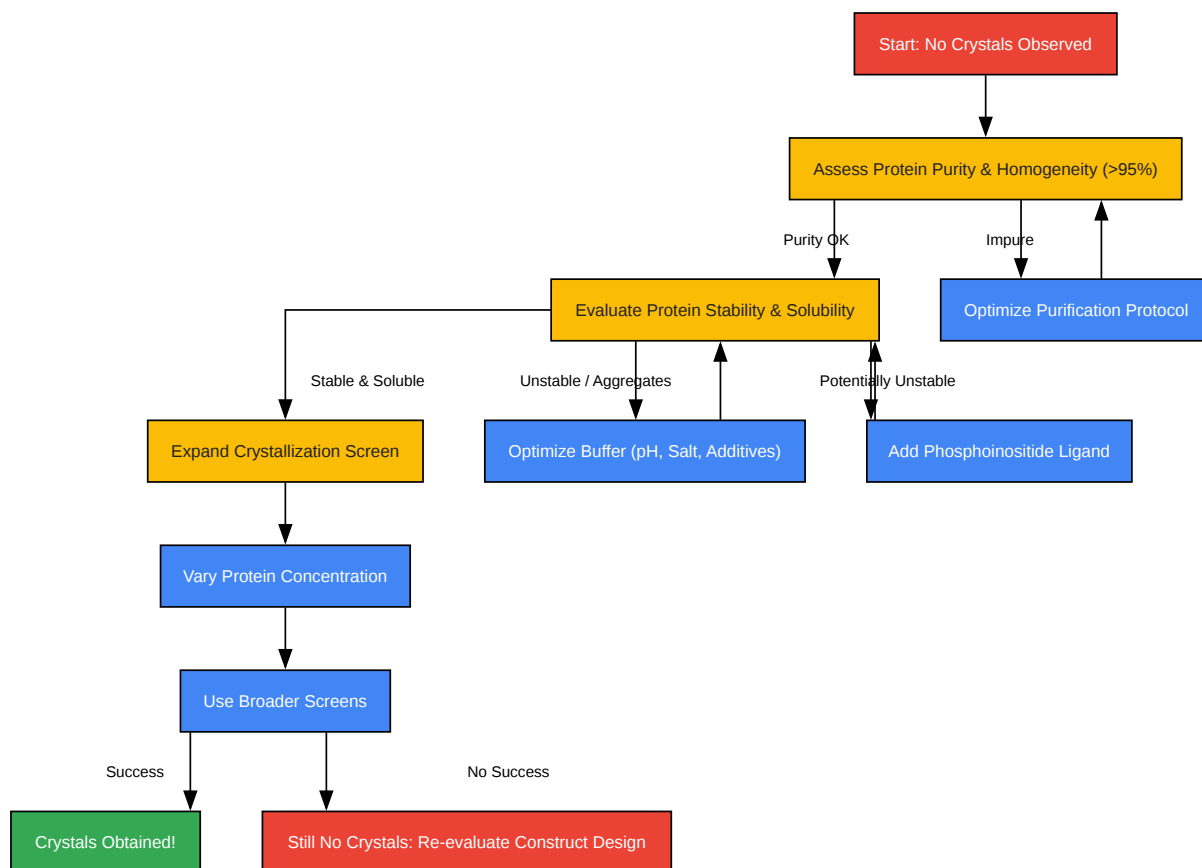 Start: No Crystals Observed
Assess Protein Purity & Homogeneity (>95%)
Purity OK
Impure
Evaluate Protein Stability & Solubility
Optimize Purification Protocol
Stable & Soluble
Unstable / Aggregates
Potentially Unstable
Expand Crystallization Screen
Optimize Buffer (pH, Salt, Additives)
Add Phosphoinositide Ligand
Vary Protein Concentration
Use Broader Screens
Success
No Success
Crystals Obtained!
Still No Crystals: Re-evaluate Construct Design